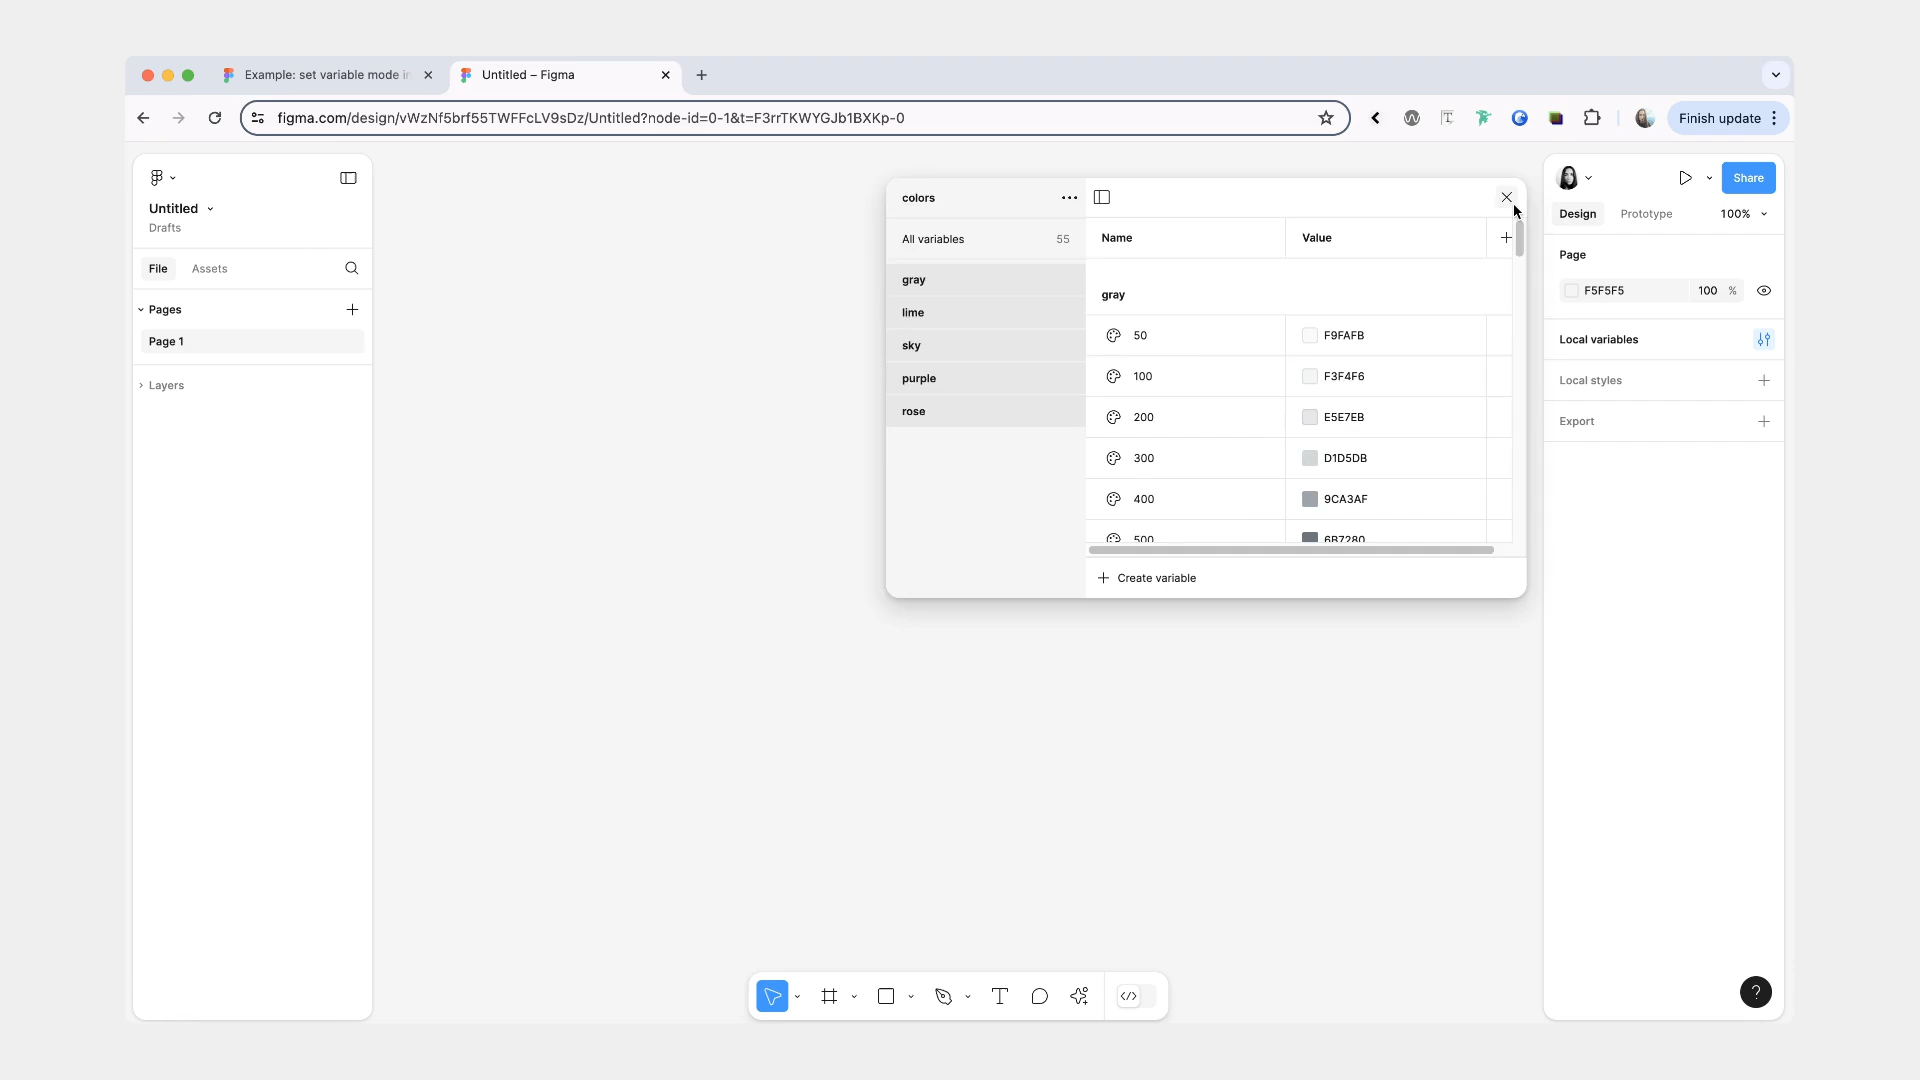 Example: set variable mode in
Untitled – Figma
figma.com/design/vWzNf5brf55TWFFcLV9sDz/Untitled?node-id=0-1&t=F3rrTKWYGJb1BXKp-0
Finish update
Untitled
Drafts
File
Assets
Pages
Page 1
Layers
colors
All variables
55
gray
lime
sky
purple
rose
Name
Value
gray
50
F9FAFB
100
F3F4F6
200
E5E7EB
300
D1D5DB
400
9CA3AF
500
6B7280
Create variable
Share
Design
Prototype
100%
Page
F5F5F5
100
%
Local variables
Local styles
Export
?